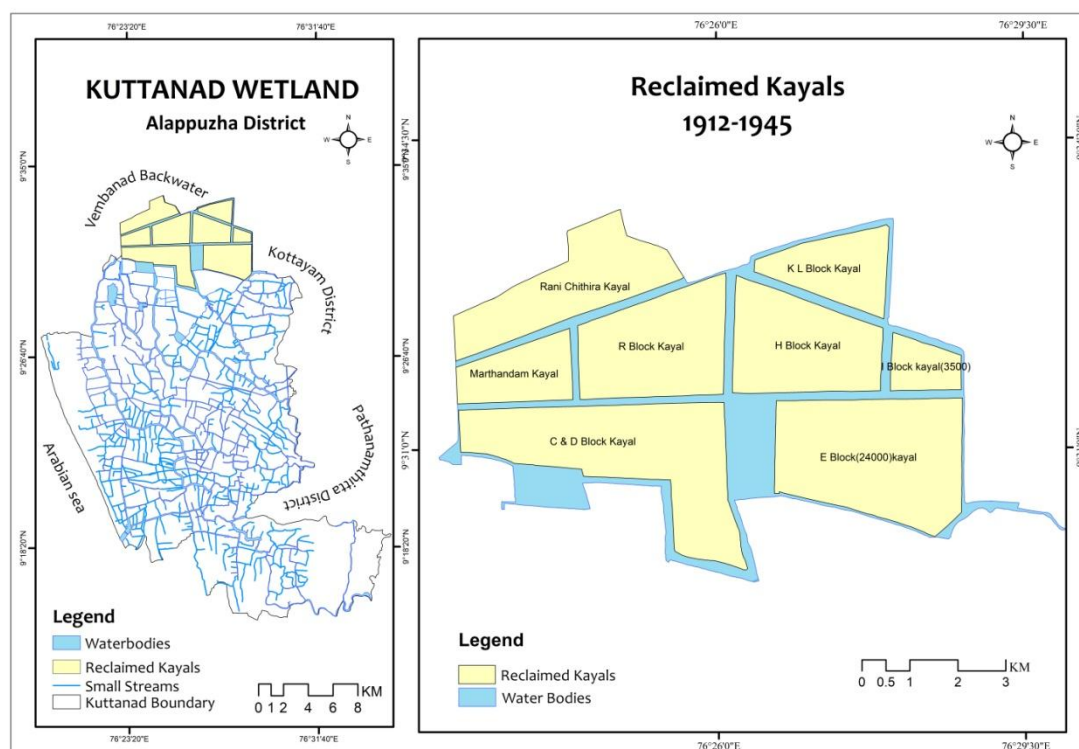 76°23'20"E
76°31'40"E
KUTTANAD WETLAND
Alappuzha District
N
W
E
S
9°35'0"N
9°26'40"N
9°18'20"N
Vembanad Backwater
Kottayam District
Pathanamthitta District
Arabian sea
Legend
Waterbodies
Reclaimed Kayals
Small Streams
Kuttanad Boundary
KM
0 1 2 4 6 8
76°23'20"E
76°31'40"E
76°26'0"E
76°29'30"E
Reclaimed Kayals
1912-1945
N
W
E
S
K L Block Kayal
Rani Chithira Kayal
R Block Kayal
H Block Kayal
I Block kayal(3500)
Marthandam Kayal
C & D Block Kayal
E Block(24000)kayal
Legend
Reclaimed Kayals
Water Bodies
KM
0 0.5 1 2 3
76°26'0"E
76°29'30"E